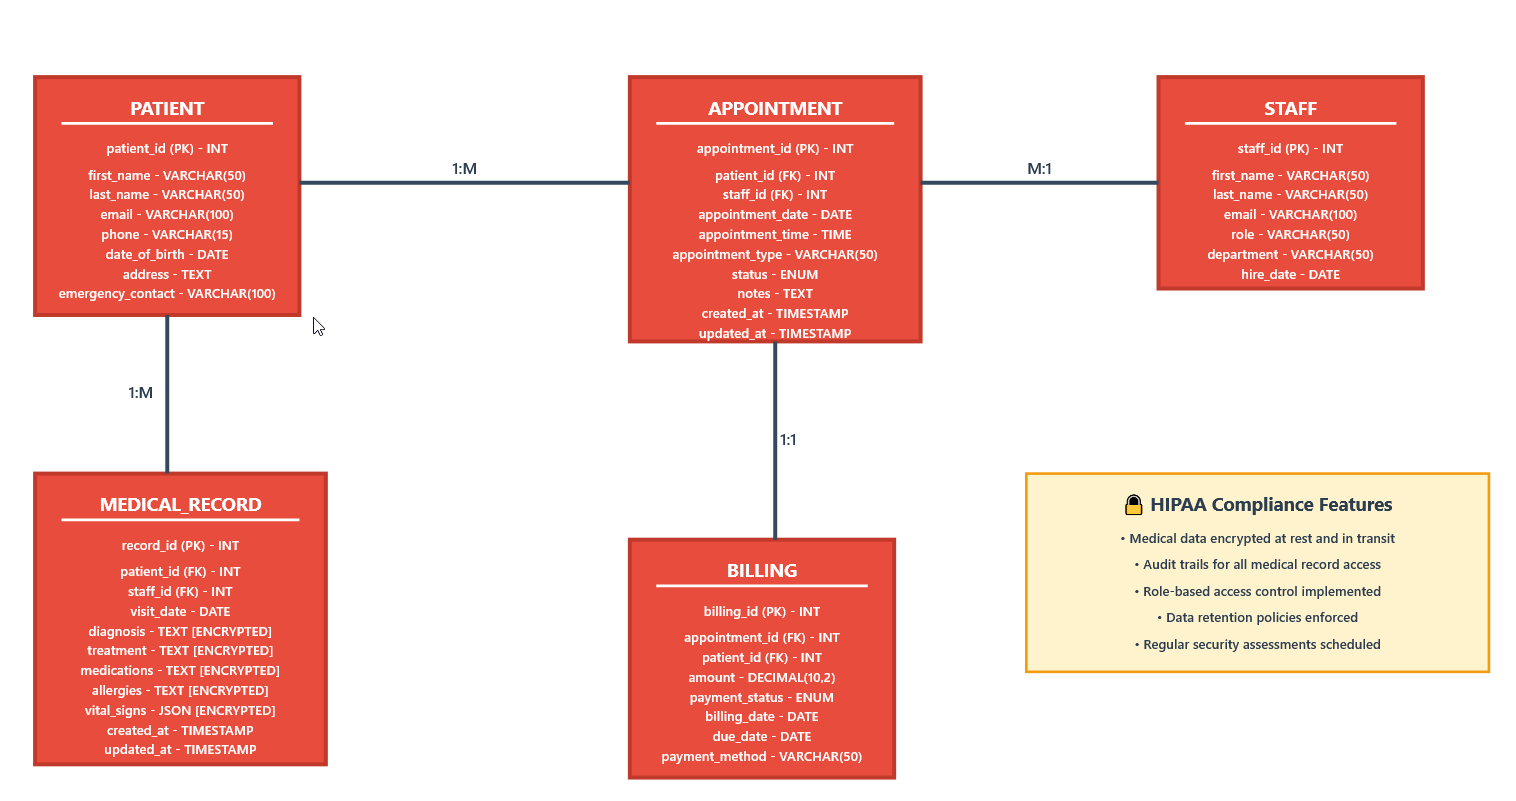 PATIENT
patient_id (PK) - INT
first_name - VARCHAR(50)
last_name - VARCHAR(50)
email - VARCHAR(100)
phone - VARCHAR(15)
date_of_birth - DATE
address - TEXT
emergency_contact - VARCHAR(100)
1:M
APPOINTMENT
appointment_id (PK) - INT
patient_id (FK) - INT
staff_id (FK) - INT
appointment_date - DATE
appointment_time - TIME
appointment_type - VARCHAR(50)
status - ENUM
notes - TEXT
created_at - TIMESTAMP
updated_at - TIMESTAMP
M:1
STAFF
staff_id (PK) - INT
first_name - VARCHAR(50)
last_name - VARCHAR(50)
email - VARCHAR(100)
role - VARCHAR(50)
department - VARCHAR(50)
hire_date - DATE
1:M
1:1
MEDICAL_RECORD
record_id (PK) - INT
patient_id (FK) - INT
staff_id (FK) - INT
visit_date - DATE
diagnosis - TEXT [ENCRYPTED]
treatment - TEXT [ENCRYPTED]
medications - TEXT [ENCRYPTED]
allergies - TEXT [ENCRYPTED]
vital_signs - JSON [ENCRYPTED]
created_at - TIMESTAMP
updated_at - TIMESTAMP
BILLING
billing_id (PK) - INT
appointment_id (FK) - INT
patient_id (FK) - INT
amount - DECIMAL(10,2)
payment_status - ENUM
billing_date - DATE
due_date - DATE
payment_method - VARCHAR(50)
🔒 HIPAA Compliance Features
• Medical data encrypted at rest and in transit
• Audit trails for all medical record access
• Role-based access control implemented
• Data retention policies enforced
• Regular security assessments scheduled